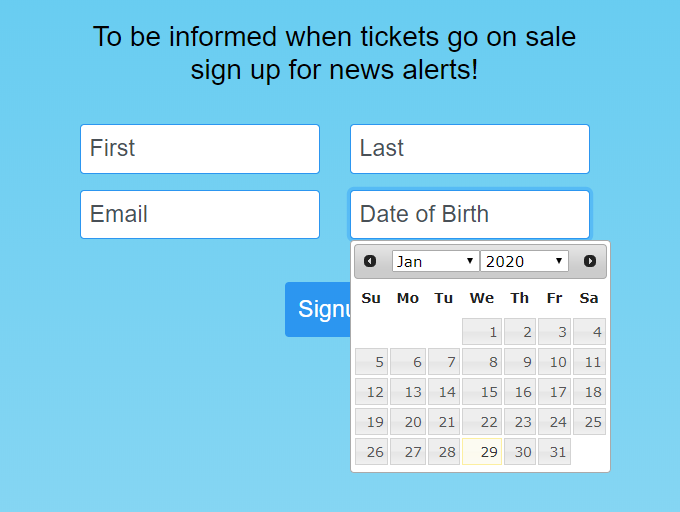 To be informed when tickets go on sale
sign up for news alerts!
First Last
Email Date of Birth
Jan 2020
Signu
Su Mo Tu We Th Fr Sa
1 2 3 4
5 6 7 8 9 10 11
12 13 14 15 16 17 18
19 20 21 22 23 24 25
26 27 28 29 30 31